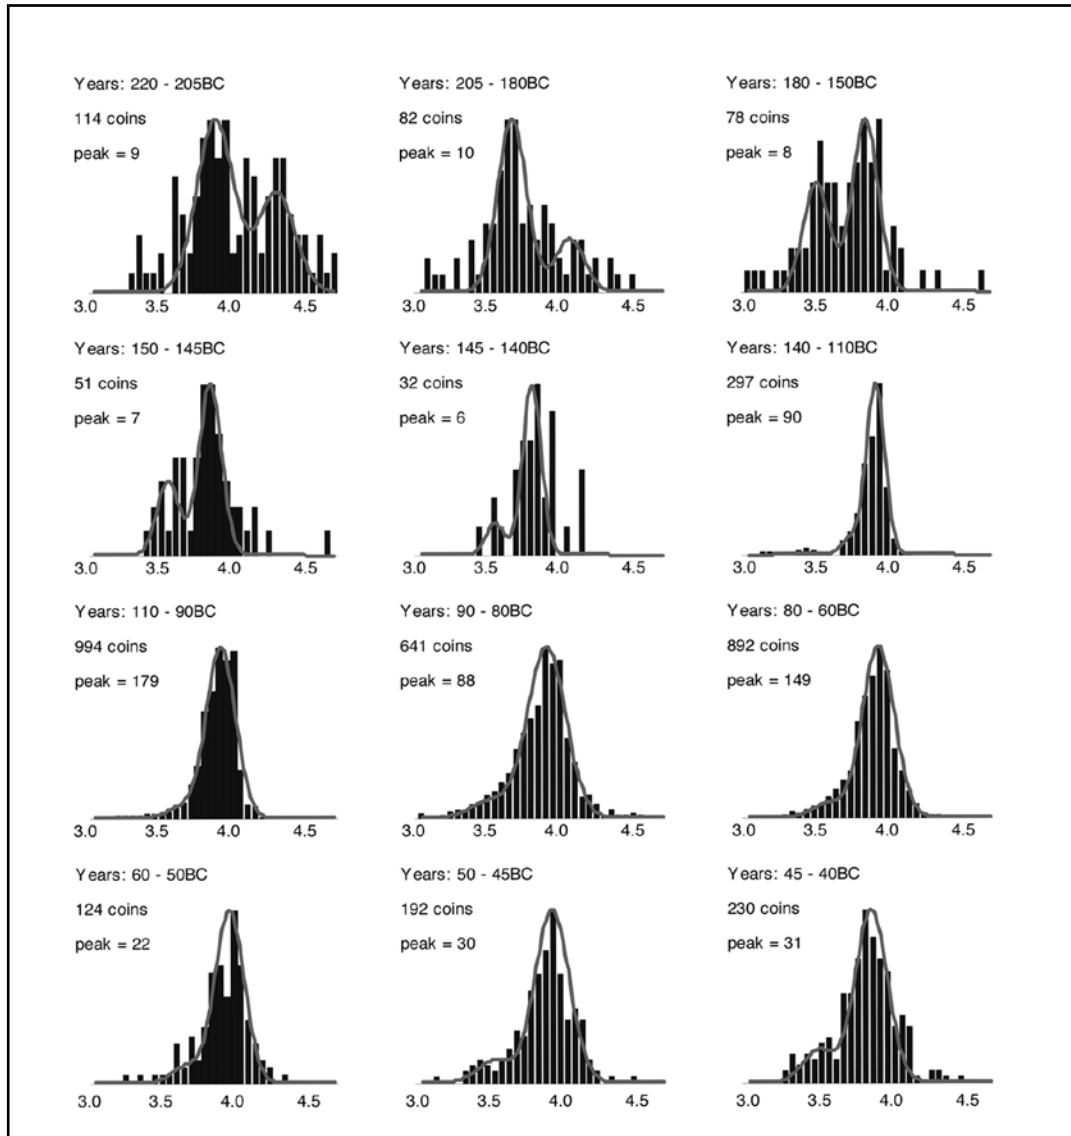 Years: 220 - 205BC
114 coins
peak = 9
3.0 3.5 4.0 4.5
Years: 205 - 180BC
82 coins
peak = 10
3.0 3.5 4.0 4.5
Years: 180 - 150BC
78 coins
peak = 8
3.0 3.5 4.0 4.5
Years: 150 - 145BC
51 coins
peak = 7
3.0 3.5 4.0 4.5
Years: 145 - 140BC
32 coins
peak = 6
3.0 3.5 4.0 4.5
Years: 140 - 110BC
297 coins
peak = 90
3.0 3.5 4.0 4.5
Years: 110 - 90BC
994 coins
peak = 179
3.0 3.5 4.0 4.5
Years: 90 - 80BC
641 coins
peak = 88
3.0 3.5 4.0 4.5
Years: 80 - 60BC
892 coins
peak = 149
3.0 3.5 4.0 4.5
Years: 60 - 50BC
124 coins
peak = 22
3.0 3.5 4.0 4.5
Years: 50 - 45BC
192 coins
peak = 30
3.0 3.5 4.0 4.5
Years: 45 - 40BC
230 coins
peak = 31
3.0 3.5 4.0 4.5